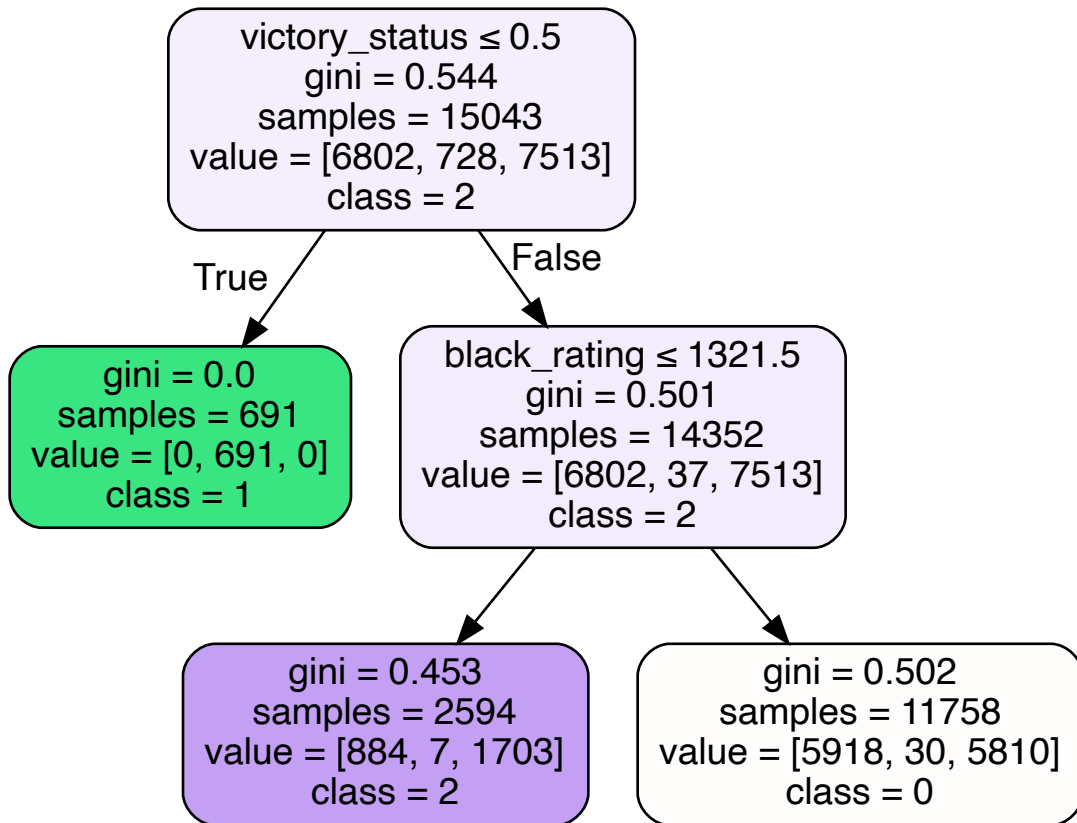 victory_status ≤ 0.5
gini = 0.544
samples = 15043
value = [6802, 728, 7513]
class = 2
True
False
gini = 0.0
samples = 691
value = [0, 691, 0]
class = 1
black_rating ≤ 1321.5
gini = 0.501
samples = 14352
value = [6802, 37, 7513]
class = 2
gini = 0.453
samples = 2594
value = [884, 7, 1703]
class = 2
gini = 0.502
samples = 11758
value = [5918, 30, 5810]
class = 0